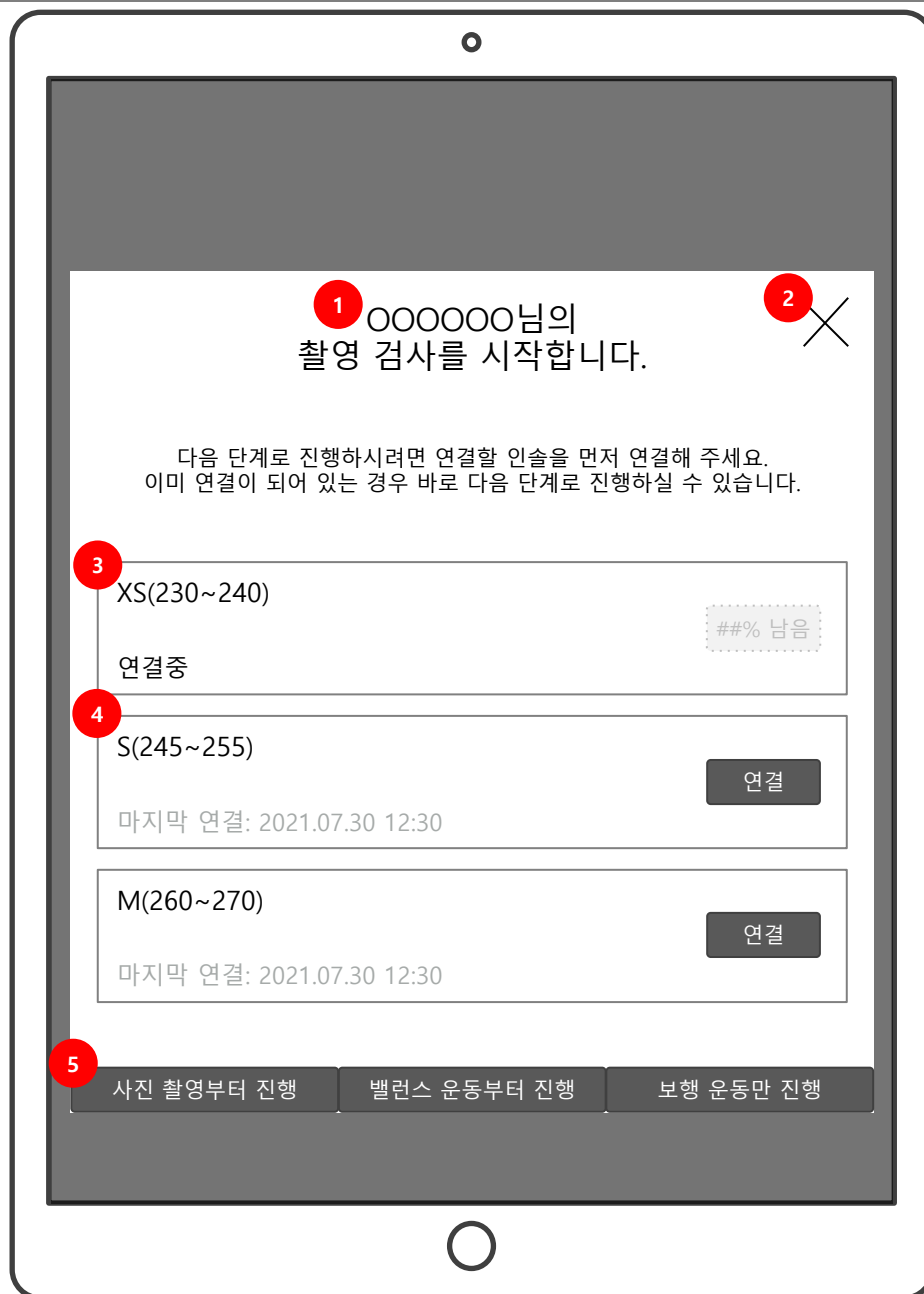 1
OOOOOO님의
2
촬영 검사를 시작합니다.
다음 단계로 진행하시려면 연결할 인솔을 먼저 연결해 주세요.
이미 연결이 되어 있는 경우 바로 다음 단계로 진행하실 수 있습니다.
3
XS(230~240)
##% 남음
연결중
4
S(245~255)
연결
마지막 연결: 2021.07.30 12:30
M(260~270)
연결
마지막 연결: 2021.07.30 12:30
5
사진 촬영부터 진행
밸런스 운동부터 진행
보행 운동만 진행